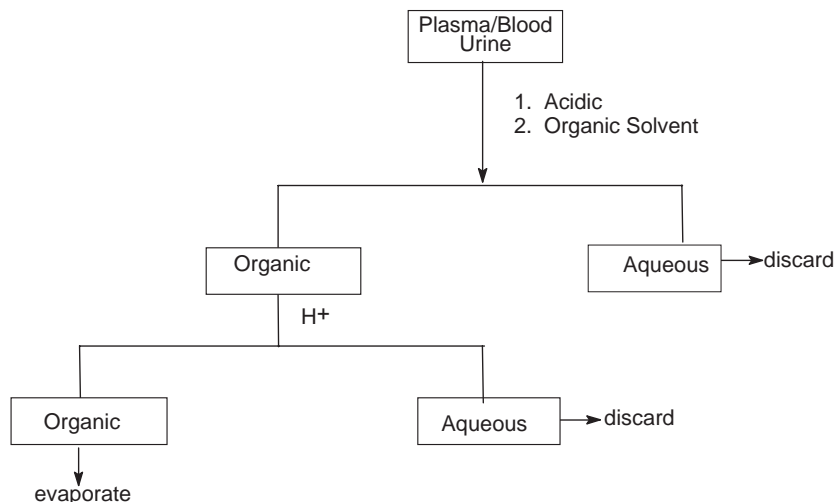 Plasma/Blood
Urine
1. Acidic
2. Organic Solvent
Organic
Aqueous
discard
H+
Organic
Aqueous
discard
evaporate